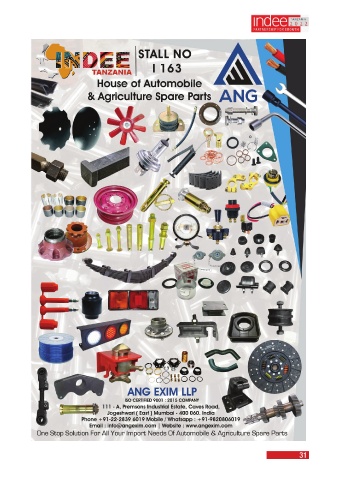 indee
INDEE
TANZANIA
STALL NO
I 163
House of Automobile
& Agriculture Spare Parts
ANG
ANG EXIM LLP
ISO CERTIFIED 9001 : 2015 COMPANY
111 - A, Premsons Industrial Estate, Caves Road,
Jogeshwari ( East ) Mumbai - 400 060. India
Phone +91-22-2839 6019 Mobile / Whatsapp : +91-9820806019
Email : info@angexim.com | Website : www.angexim.com
One Stop Solution For All Your Import Needs Of Automobile & Agriculture Spare Parts
31